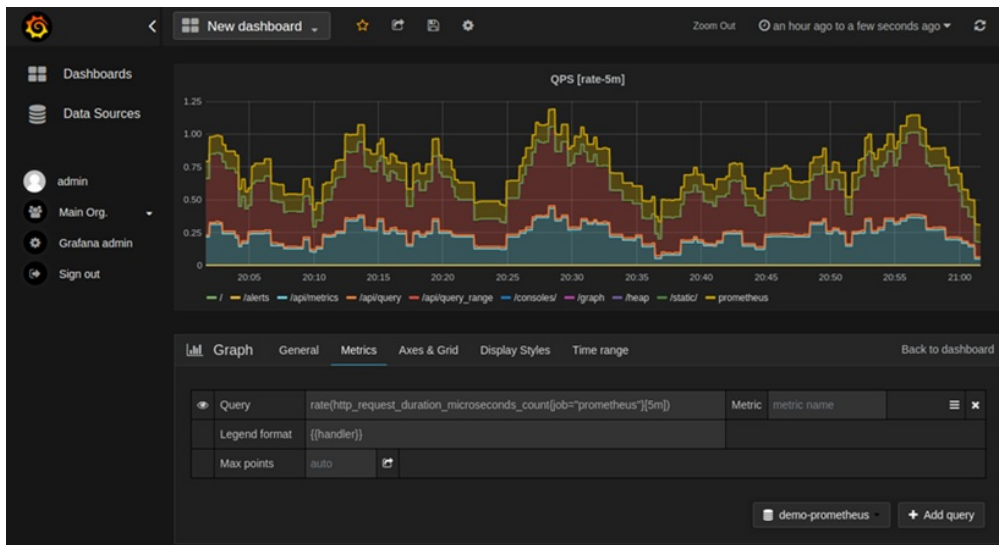 New dashboard
Zoom Out an hour ago to a few seconds ago
Dashboards
Data Sources
admin
Main Org.
Grafana admin
Sign out
QPS [rate-5m]
1.25
1.00
0.75
0.50
0.25
0
20:05 20:10 20:15 20:20 20:25 20:30 20:35 20:40 20:45 20:50 20:55 21:00
/ /alerts /api/metrics /api/query /api/query_range /consoles/ /graph /heap /static/ prometheus
Graph General Metrics Axes & Grid Display Styles Time range Back to dashboard
Query rate(http_request_duration_microseconds_count{job="prometheus"}[5m]) Metric metric name
Legend format {{handler}}
Max points auto
demo-prometheus + Add query